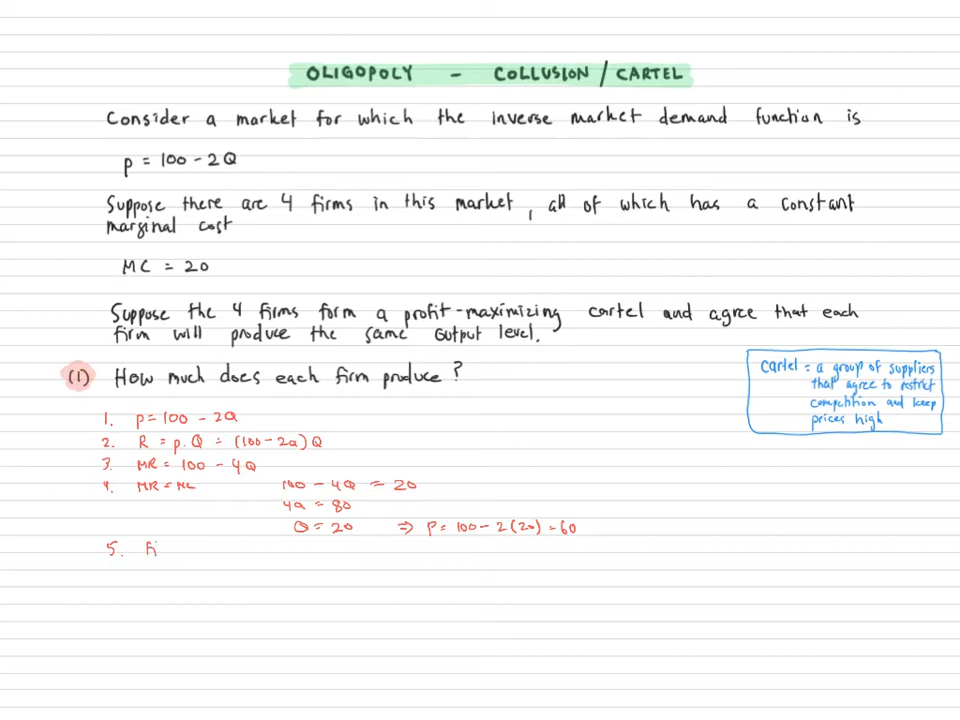 OLIGOPOLY - COLLUSION / CARTEL
Consider a market for which the inverse market demand function is
p = 100 - 2Q
Suppose there are 4 firms in this market, all of which has a constant
marginal cost
MC = 20
Suppose the 4 firms form a profit-maximizing cartel and agree that each
firm will produce the same output level.
(1) How much does each firm produce?
cartel = a group of suppliers
that agree to restrict
competition and keep
prices high
1. p = 100 - 2Q
2. R = p.Q = (100 - 2Q)Q
3. MR = 100 - 4Q
4. MR = MC 100 - 4Q = 20
4Q = 80
Q = 20 ⇒ P = 100 - 2(20) = 60
5. Fi